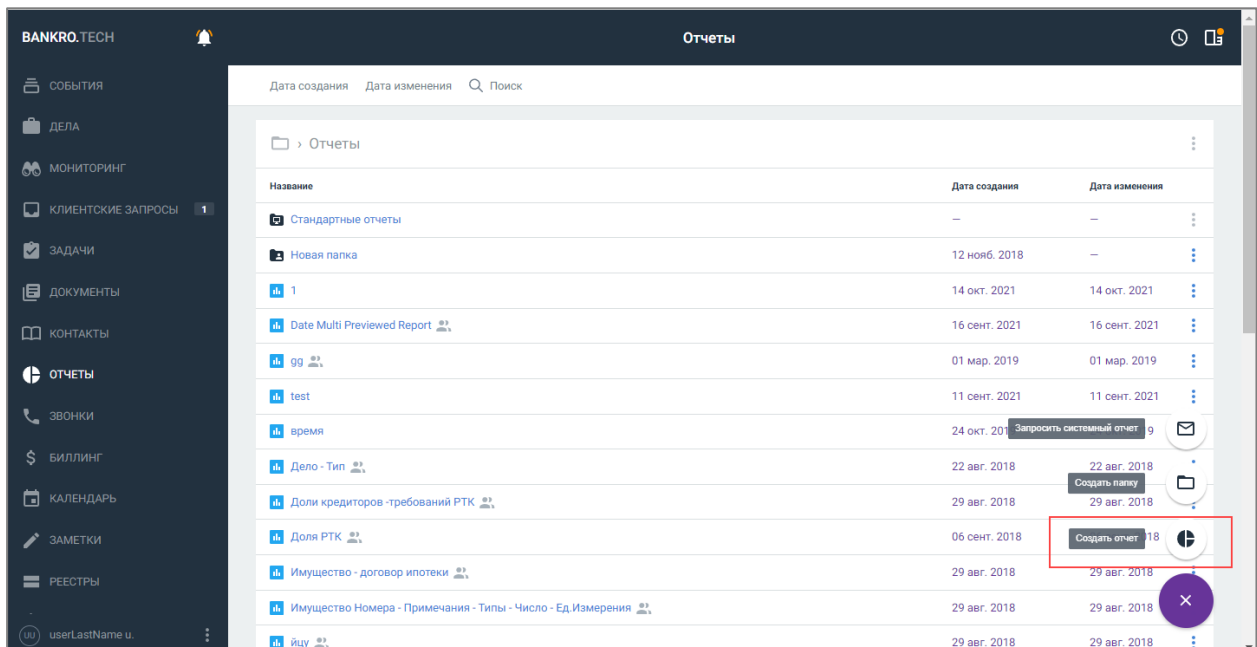 BANKRO.TECH
Отчеты
СОБЫТИЯ
ДЕЛА
МОНИТОРИНГ
КЛИЕНТСКИЕ ЗАПРОСЫ 1
ЗАДАЧИ
ДОКУМЕНТЫ
КОНТАКТЫ
ОТЧЕТЫ
ЗВОНКИ
БИЛЛИНГ
КАЛЕНДАРЬ
ЗАМЕТКИ
РЕЕСТРЫ
UU userLastName u.
Дата создания Дата изменения Поиск
› Отчеты
Название Дата создания Дата изменения
Стандартные отчеты – –
Новая папка 12 нояб. 2018 –
1 14 окт. 2021 14 окт. 2021
Date Multi Previewed Report 16 сент. 2021 16 сент. 2021
gg 01 мар. 2019 01 мар. 2019
test 11 сент. 2021 11 сент. 2021
время 24 окт. 201 Запросить системный отчет 9
Дело - Тип 22 авг. 2018 22 авг. 2018
Создать папку
Доли кредиторов -требований РТК 29 авг. 2018 29 авг. 2018
Доля РТК 06 сент. 2018 Создать отчет 18
Имущество - договор ипотеки 29 авг. 2018 29 авг. 2018
Имущество Номера - Примечания - Типы - Число - Ед.Измерения 29 авг. 2018 29 авг. 2018
йцу 29 авг. 2018 29 авг. 2018